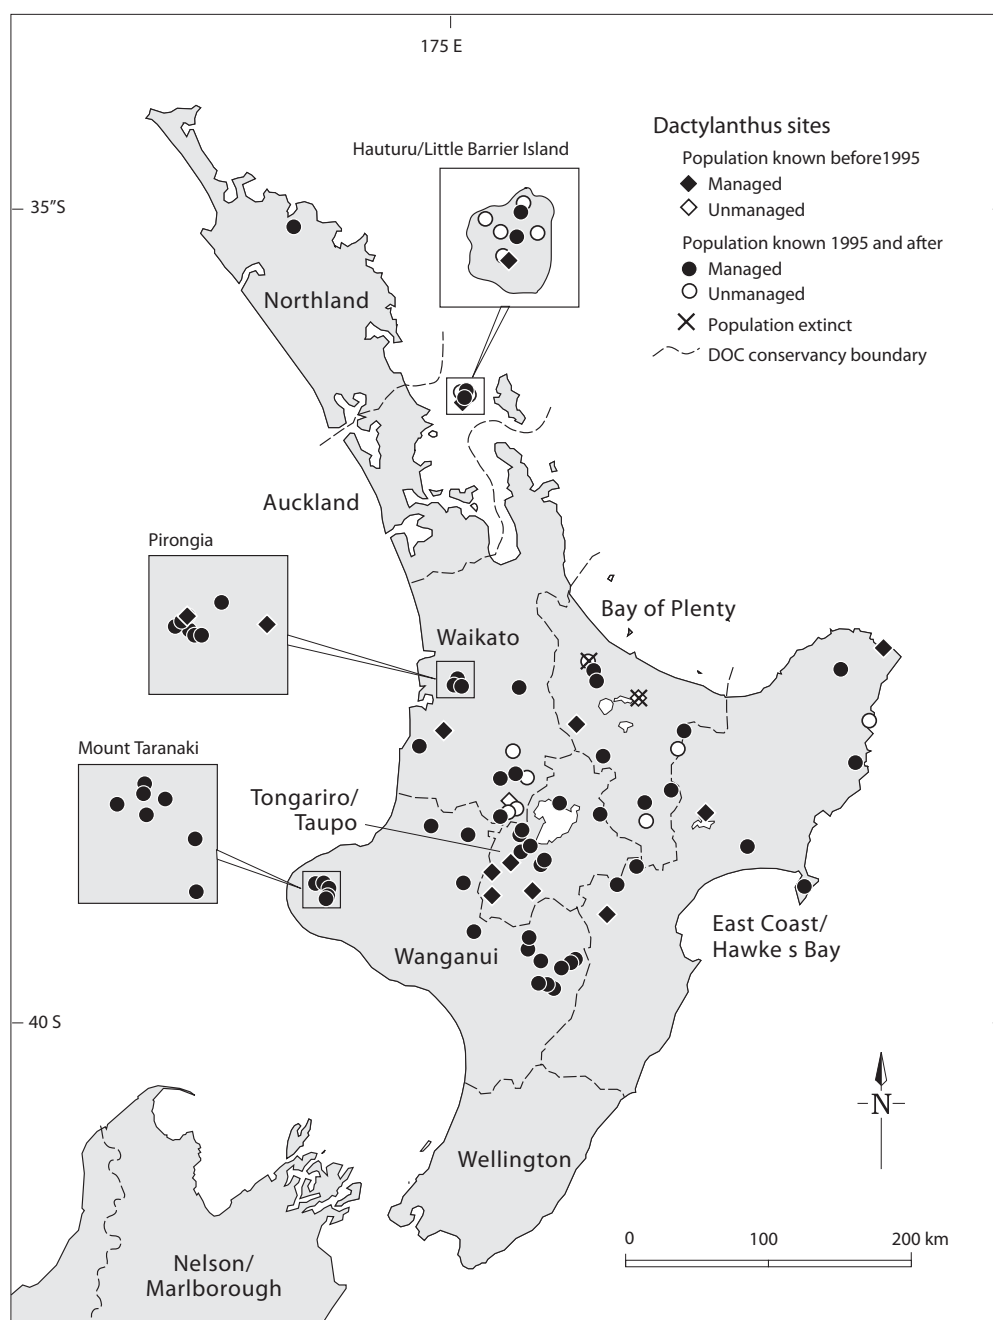 175 E
Dactylanthus sites
Population known before1995
Managed
Unmanaged
Population known 1995 and after
Managed
Unmanaged
Population extinct
DOC conservancy boundary
Hauturu/Little Barrier Island
35”S
Northland
Auckland
Pirongia
Bay of Plenty
Waikato
Mount Taranaki
Tongariro/
Taupo
East Coast/
Hawke s Bay
Wanganui
40 S
N
Wellington
0 100 200 km
Nelson/
Marlborough